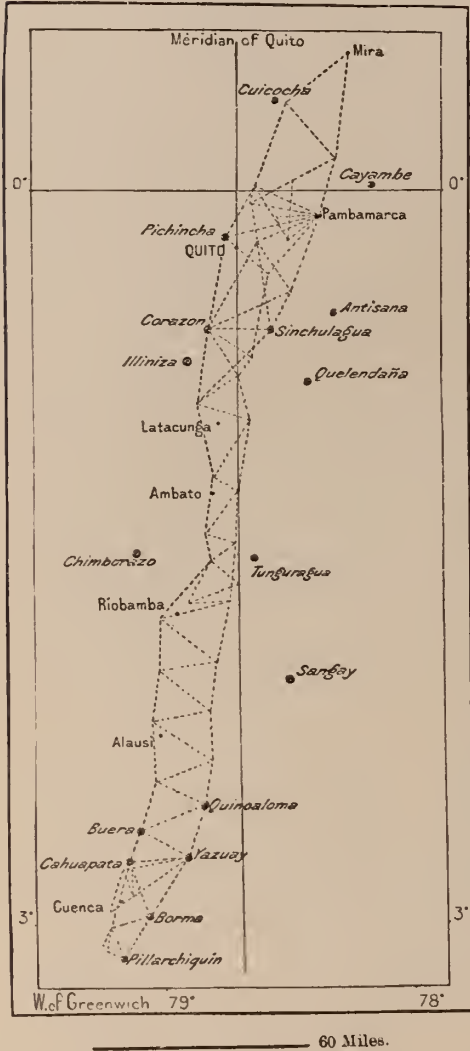 Meridian of Quito
Mira
Cuicocha
0°
Cayambe
0°
Pambamarca
Pichincha
QUITO
Antisana
Corazon
Sinchulagua
Illiniza
Quelendaña
Latacunga
Ambato
Chimborazo
Tunguragua
Riobamba
Sangay
Alausi
Quinoaloma
Buera
Cahuapata
Yazuay
Cuenca
3°
Borma
3°
Pillarchiquin
W. of Greenwich 79° 78°
60 Miles.